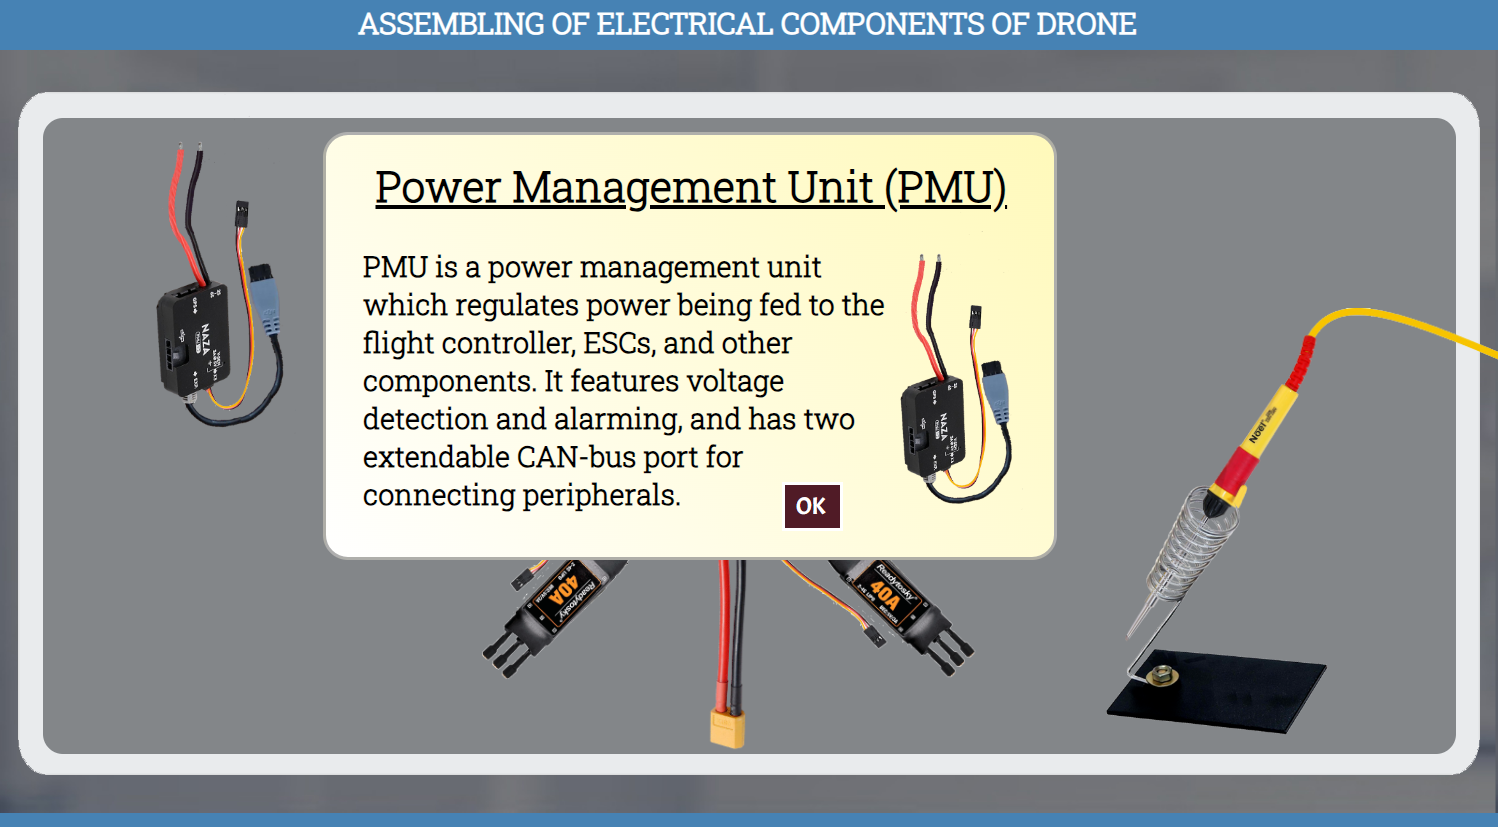 ASSEMBLING OF ELECTRICAL COMPONENTS OF DRONE
Power Management Unit (PMU)
PMU is a power management unit
which regulates power being fed to the
flight controller, ESCs, and other
components. It features voltage
detection and alarming, and has two
extendable CAN-bus port for
connecting peripherals.
OK
NAZA
NAZA
Readytosky
40A
Readytosky
40A
Noel